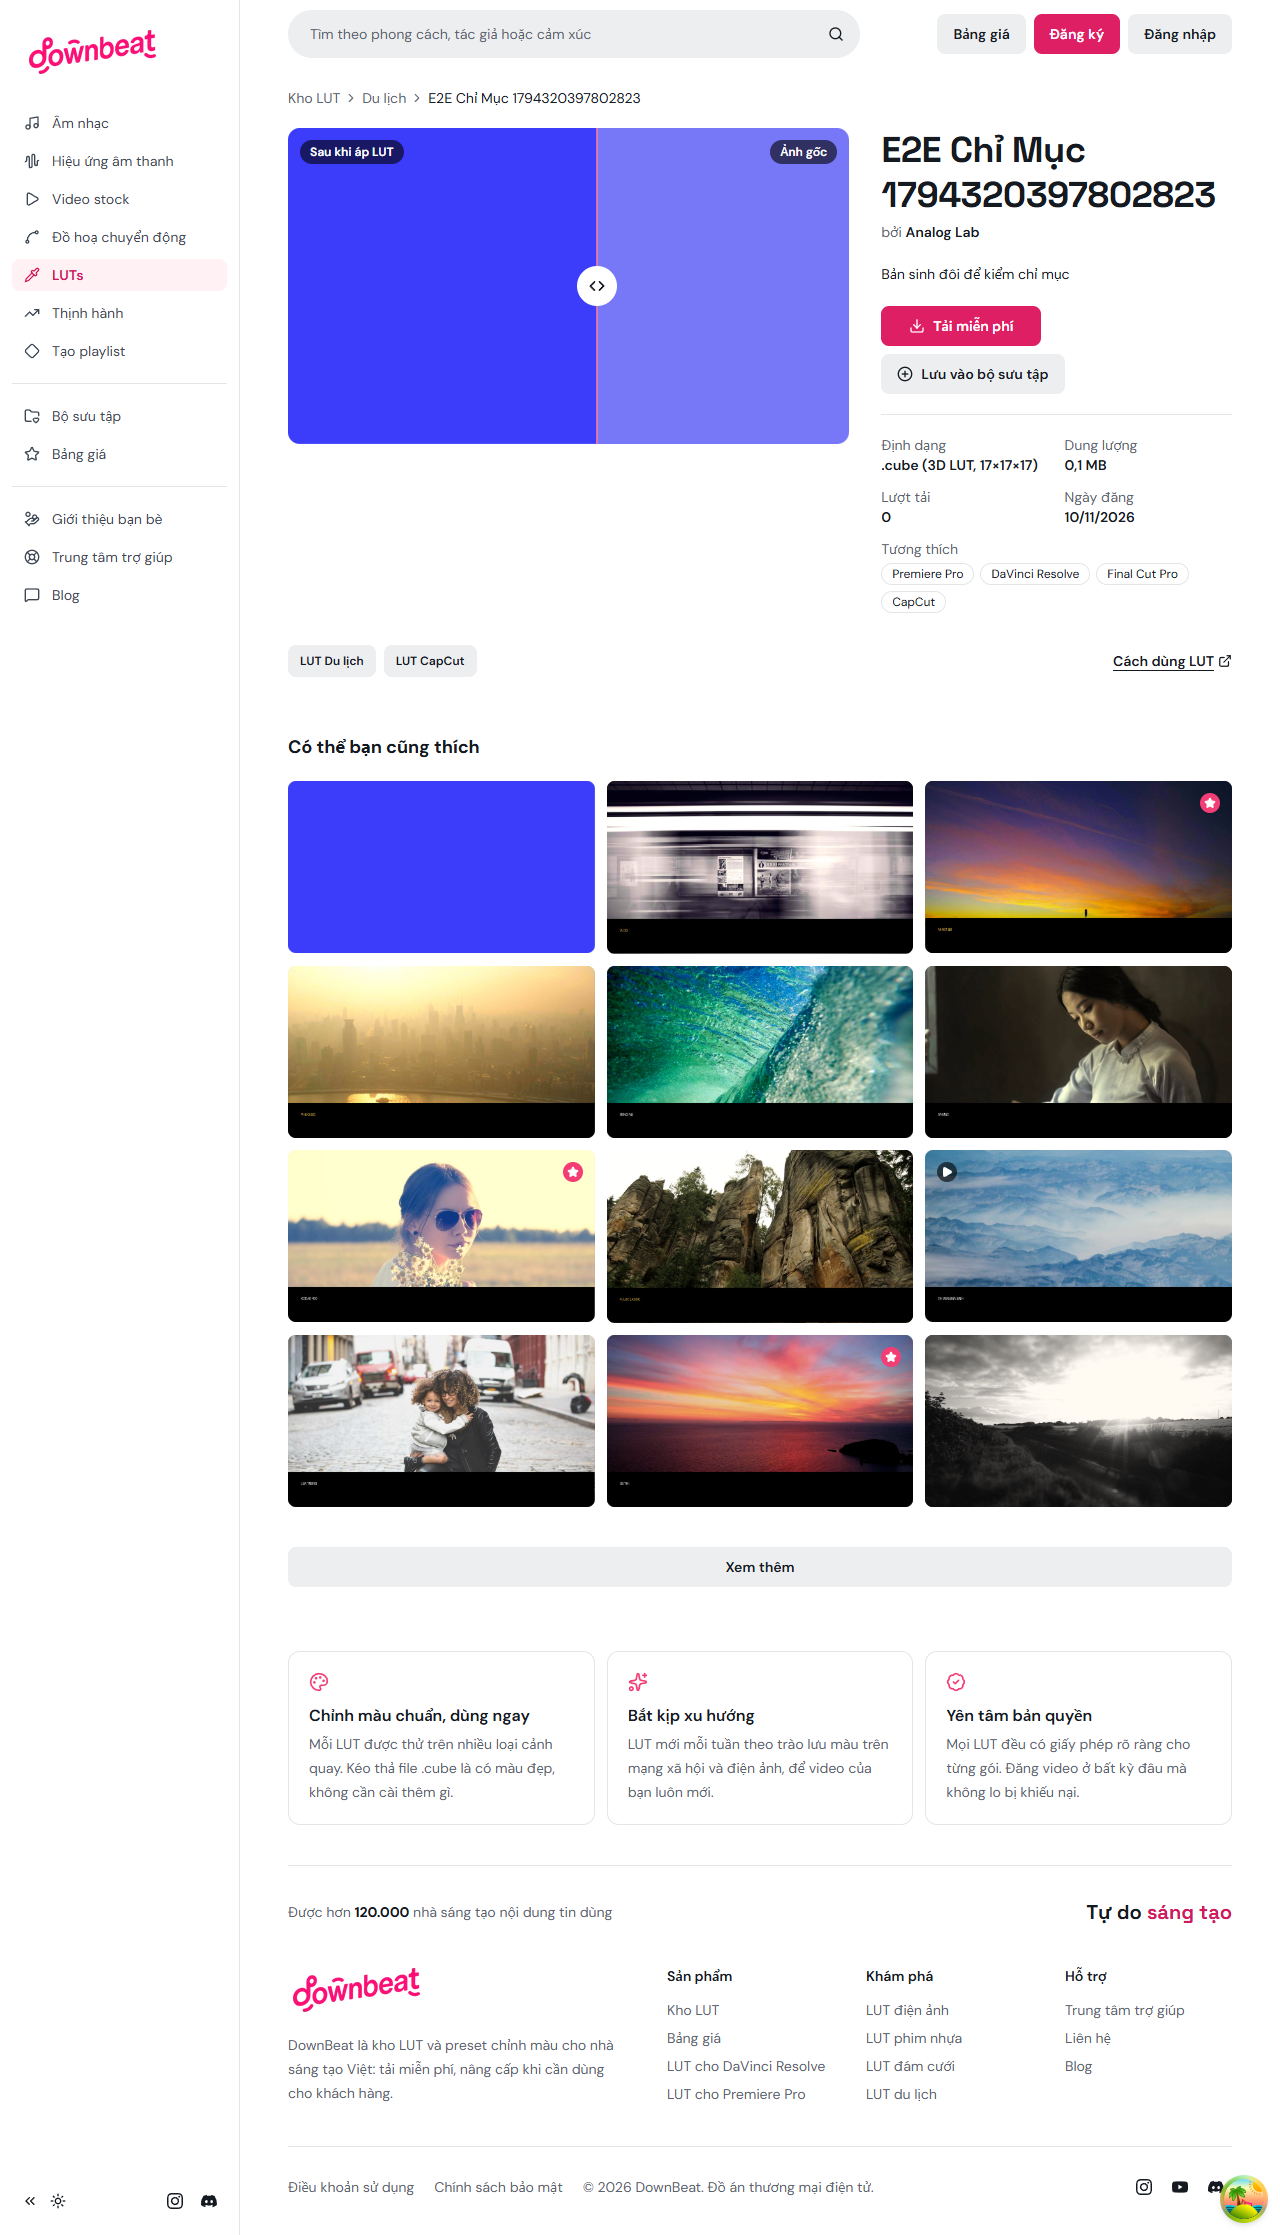 downbeat
Tìm theo phong cách, tác giả hoặc cảm xúc
Bảng giá
Đăng ký
Đăng nhập
Âm nhạc
Hiệu ứng âm thanh
Video stock
Đồ hoạ chuyển động
LUTs
Thịnh hành
Tạo playlist
Bộ sưu tập
Bảng giá
Giới thiệu bạn bè
Trung tâm trợ giúp
Blog
Kho LUT > Du lịch > E2E Chỉ Mục 1794320397802823
Sau khi áp LUT
Ảnh gốc
E2E Chỉ Mục
1794320397802823
bởi Analog Lab
Bản sinh đôi để kiểm chỉ mục
Tải miễn phí
Lưu vào bộ sưu tập
Định dạng
.cube (3D LUT, 17×17×17)
Dung lượng
0,1 MB
Lượt tải
0
Ngày đăng
10/11/2026
Tương thích
Premiere Pro
DaVinci Resolve
Final Cut Pro
CapCut
LUT Du lịch
LUT CapCut
Cách dùng LUT
Có thể bạn cũng thích
Xem thêm
Chỉnh màu chuẩn, dùng ngay
Mỗi LUT được thử trên nhiều loại cảnh
quay. Kéo thả file .cube là có màu đẹp,
không cần cài thêm gì.
Bắt kịp xu hướng
LUT mới mỗi tuần theo trào lưu màu trên
mạng xã hội và điện ảnh, để video của
bạn luôn mới.
Yên tâm bản quyền
Mọi LUT đều có giấy phép rõ ràng cho
từng gói. Đăng video ở bất kỳ đâu mà
không lo bị khiếu nại.
Được hơn 120.000 nhà sáng tạo nội dung tin dùng
Tự do sáng tạo
downbeat
DownBeat là kho LUT và preset chỉnh màu cho nhà
sáng tạo Việt: tải miễn phí, nâng cấp khi cần dùng
cho khách hàng.
Sản phẩm
Kho LUT
Bảng giá
LUT cho DaVinci Resolve
LUT cho Premiere Pro
Khám phá
LUT điện ảnh
LUT phim nhựa
LUT đám cưới
LUT du lịch
Hỗ trợ
Trung tâm trợ giúp
Liên hệ
Blog
Điều khoản sử dụng
Chính sách bảo mật
© 2026 DownBeat. Đồ án thương mại điện tử.